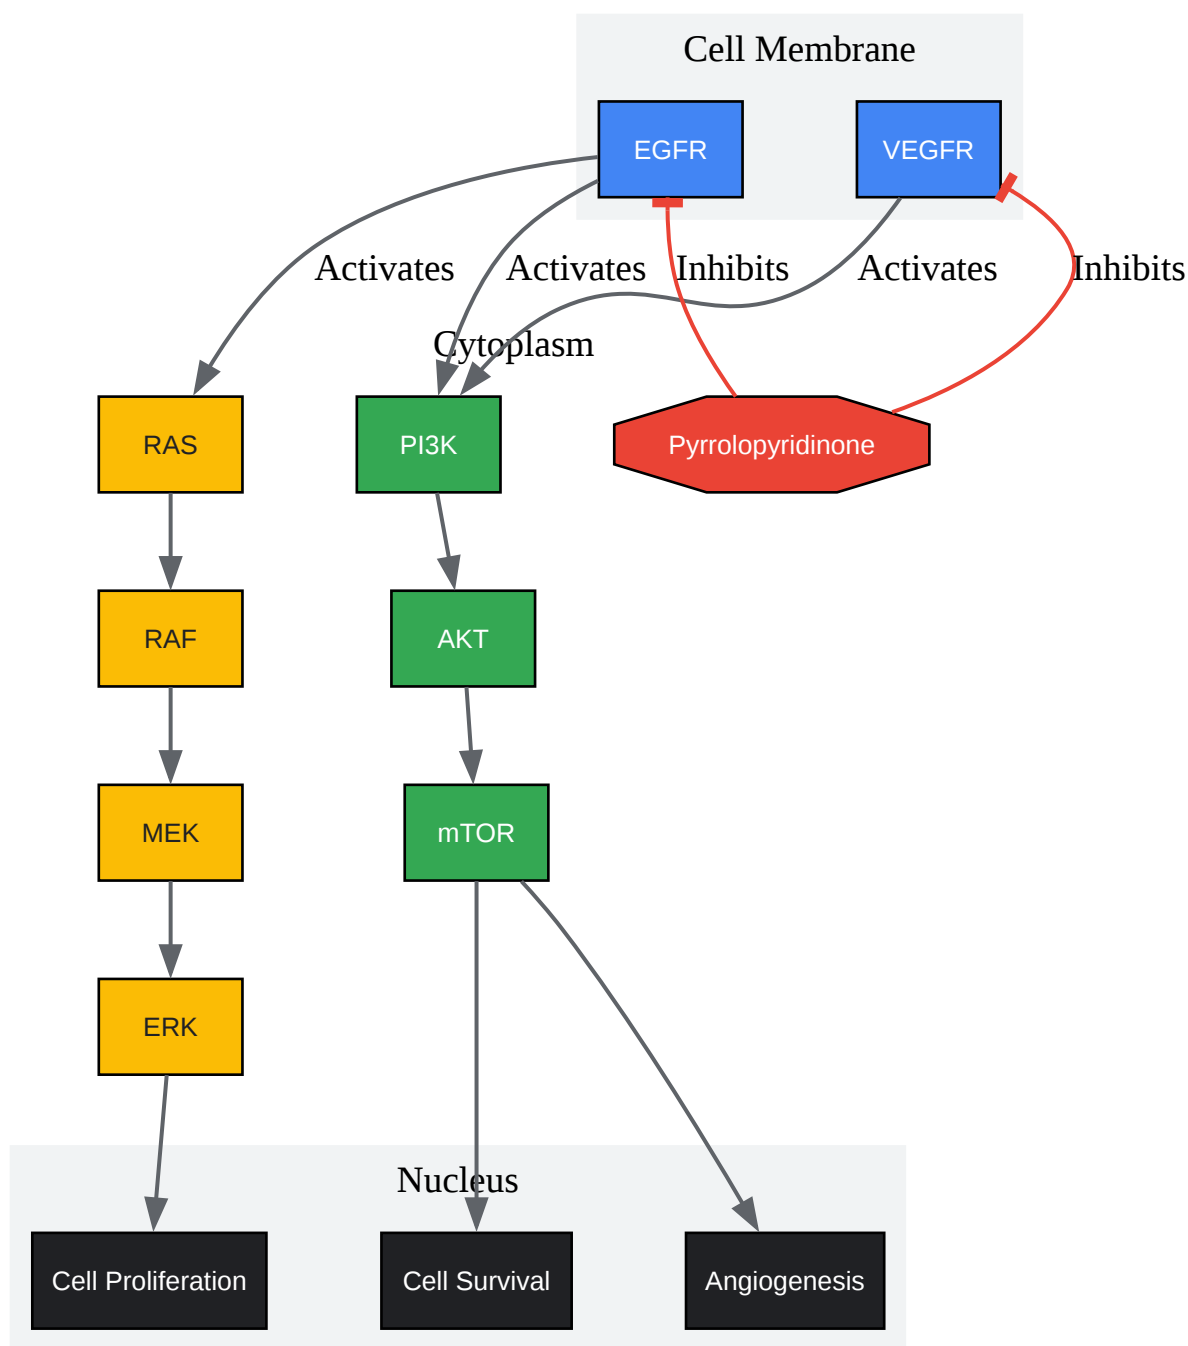 Cell Membrane
EGFR
VEGFR
Activates
Activates
Inhibits
Activates
Inhibits
Cytoplasm
RAS
PI3K
Pyrrolopyridinone
RAF
AKT
MEK
mTOR
ERK
Nucleus
Cell Proliferation
Cell Survival
Angiogenesis